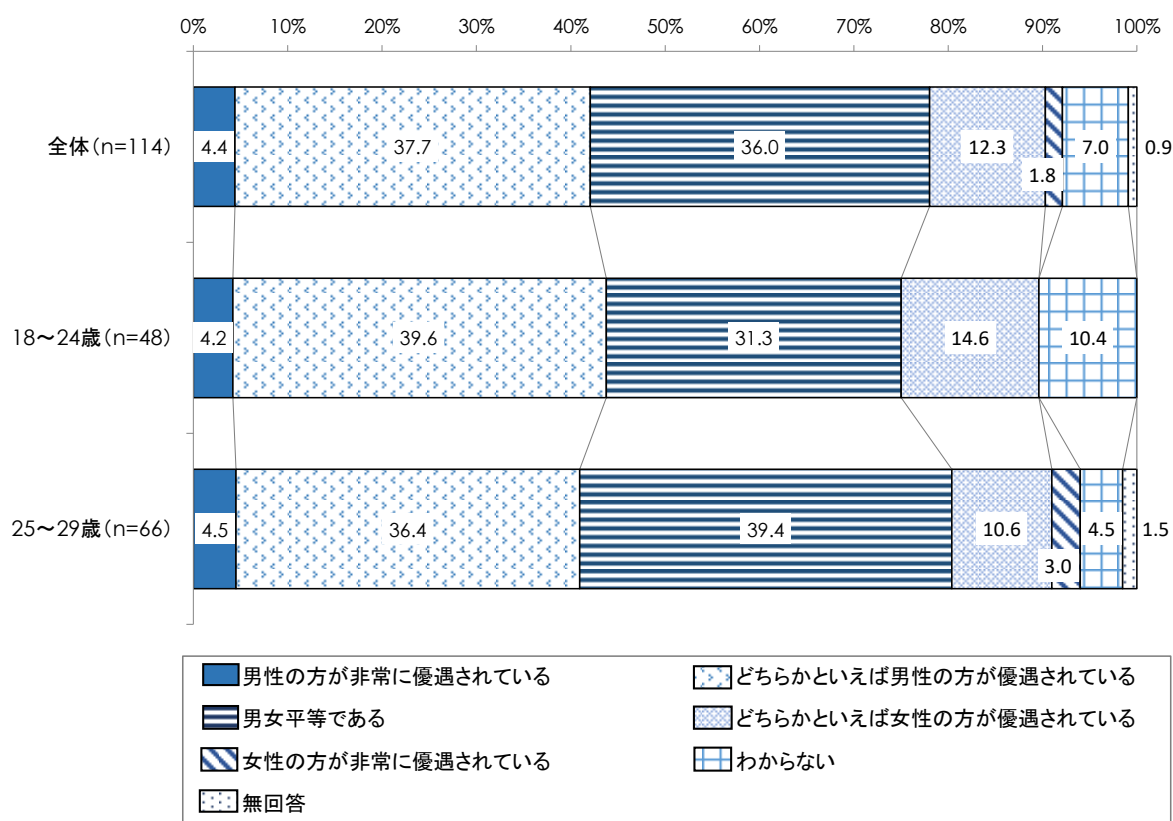 0% 10% 20% 30% 40% 50% 60% 70% 80% 90% 100%
全体(n=114) 4.4 37.7 36.0 12.3 1.8 7.0 0.9
18～24歳(n=48) 4.2 39.6 31.3 14.6 10.4
25～29歳(n=66) 4.5 36.4 39.4 10.6 3.0 4.5 1.5
男性の方が非常に優遇されている どちらかといえば男性の方が優遇されている
男女平等である どちらかといえば女性の方が優遇されている
女性の方が非常に優遇されている わからない
無回答